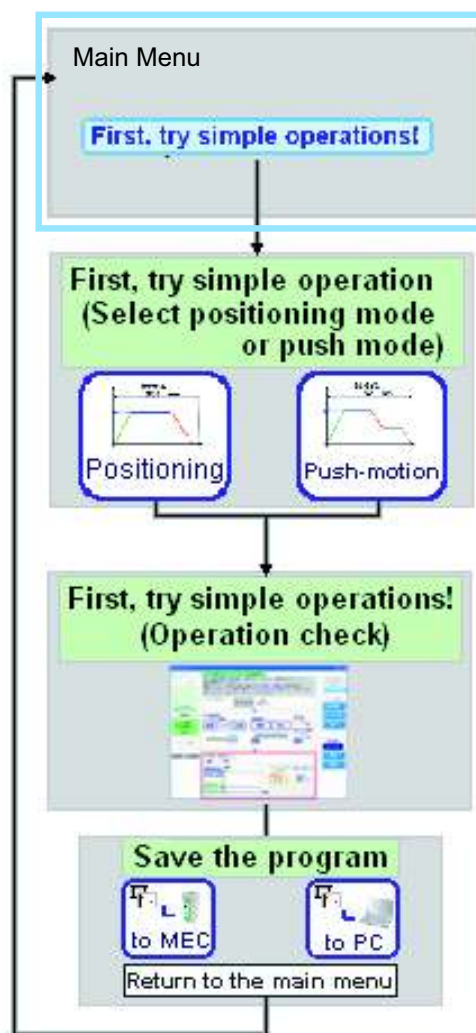 Main Menu
First, try simple operations!
First, try simple operation
(Select positioning mode
or push mode)
Positioning
Push-motion
First, try simple operations!
(Operation check)
Save the program
to MEC
to PC
Return to the main menu